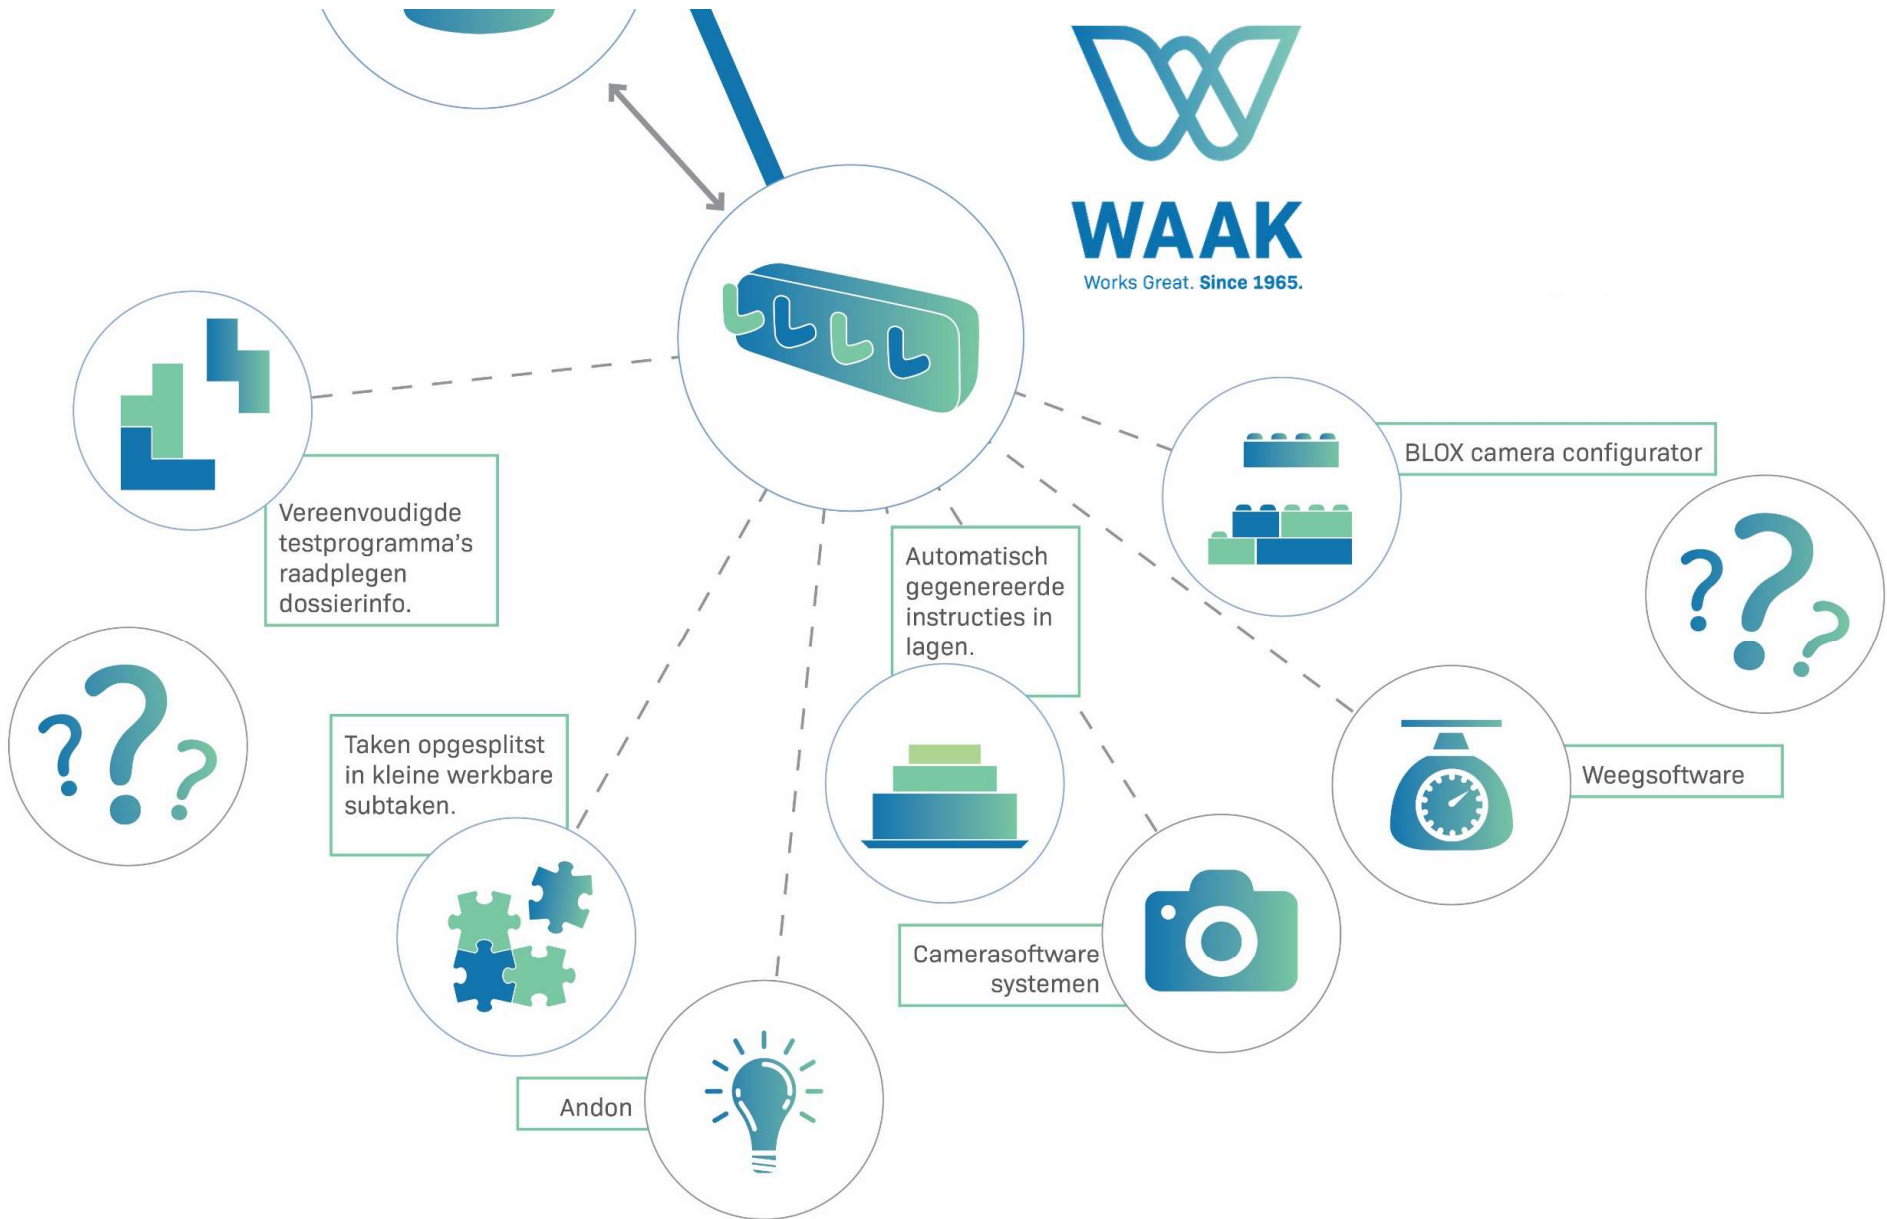 WAAK
Works Great. Since 1965.
BLOX camera configurator
Vereenvoudigde
testprogramma's
raadplegen
dossierinfo.
Automatisch
gegenereerde
instructies in
lagen.
Taken opgesplitst
in kleine werkbare
subtaken.
Weegsoftware
Camerasoftware
systemen
Andon